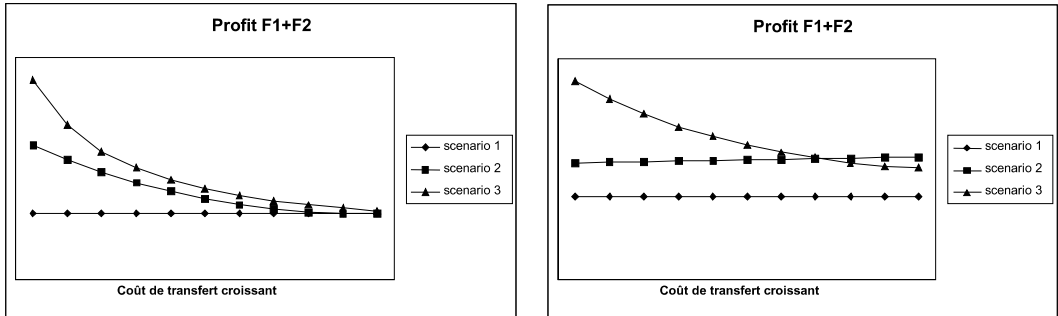 Profit F1+F2
scenario 1
scenario 2
scenario 3
Coût de transfert croissant
Profit F1+F2
scenario 1
scenario 2
scenario 3
Coût de transfert croissant